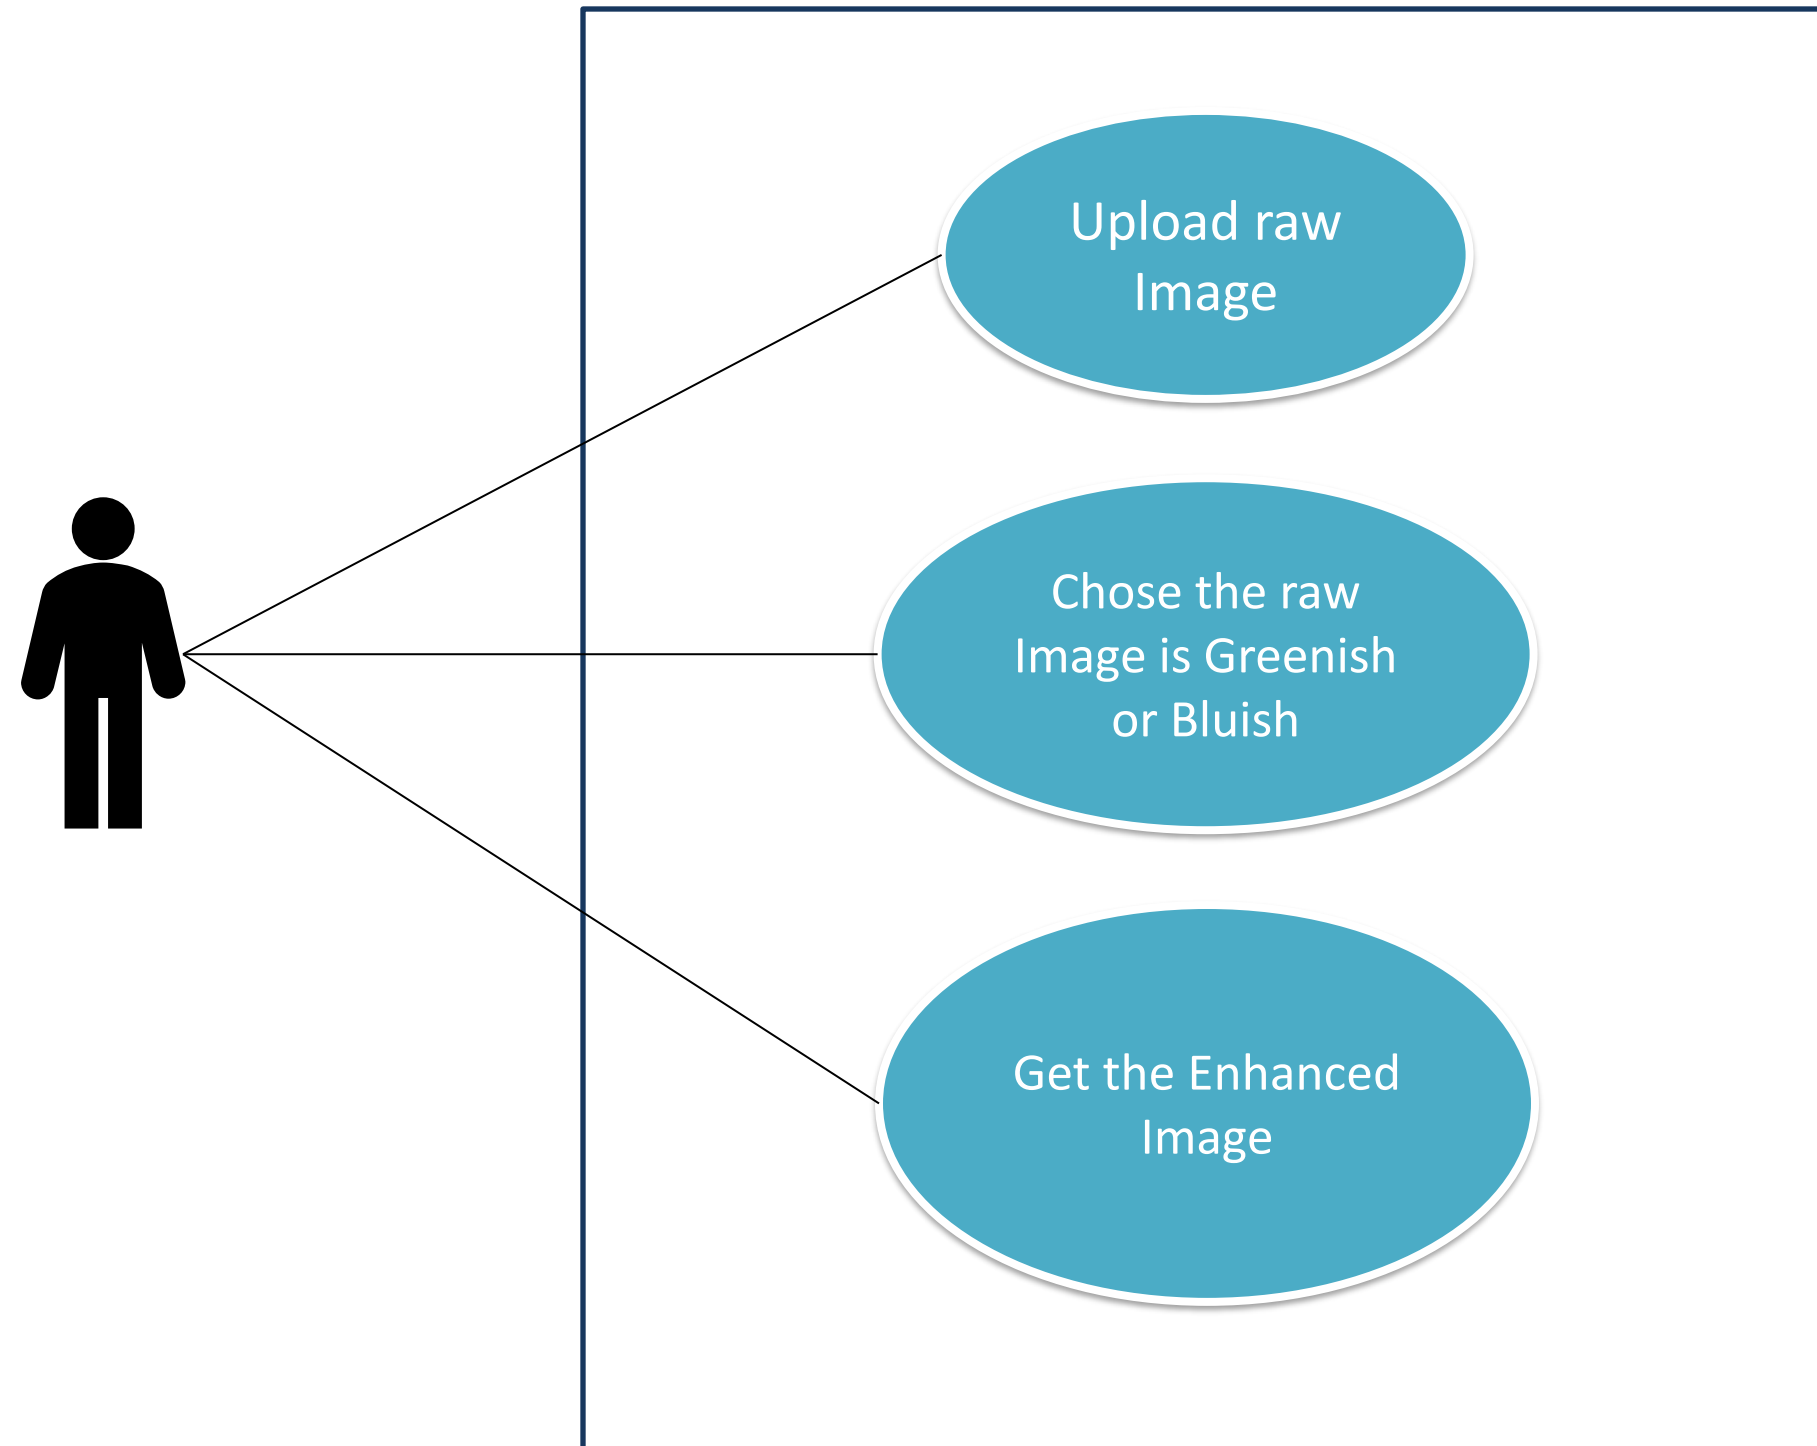 Upload raw
Image
Chose the raw
Image is Greenish
or Bluish
Get the Enhanced
Image